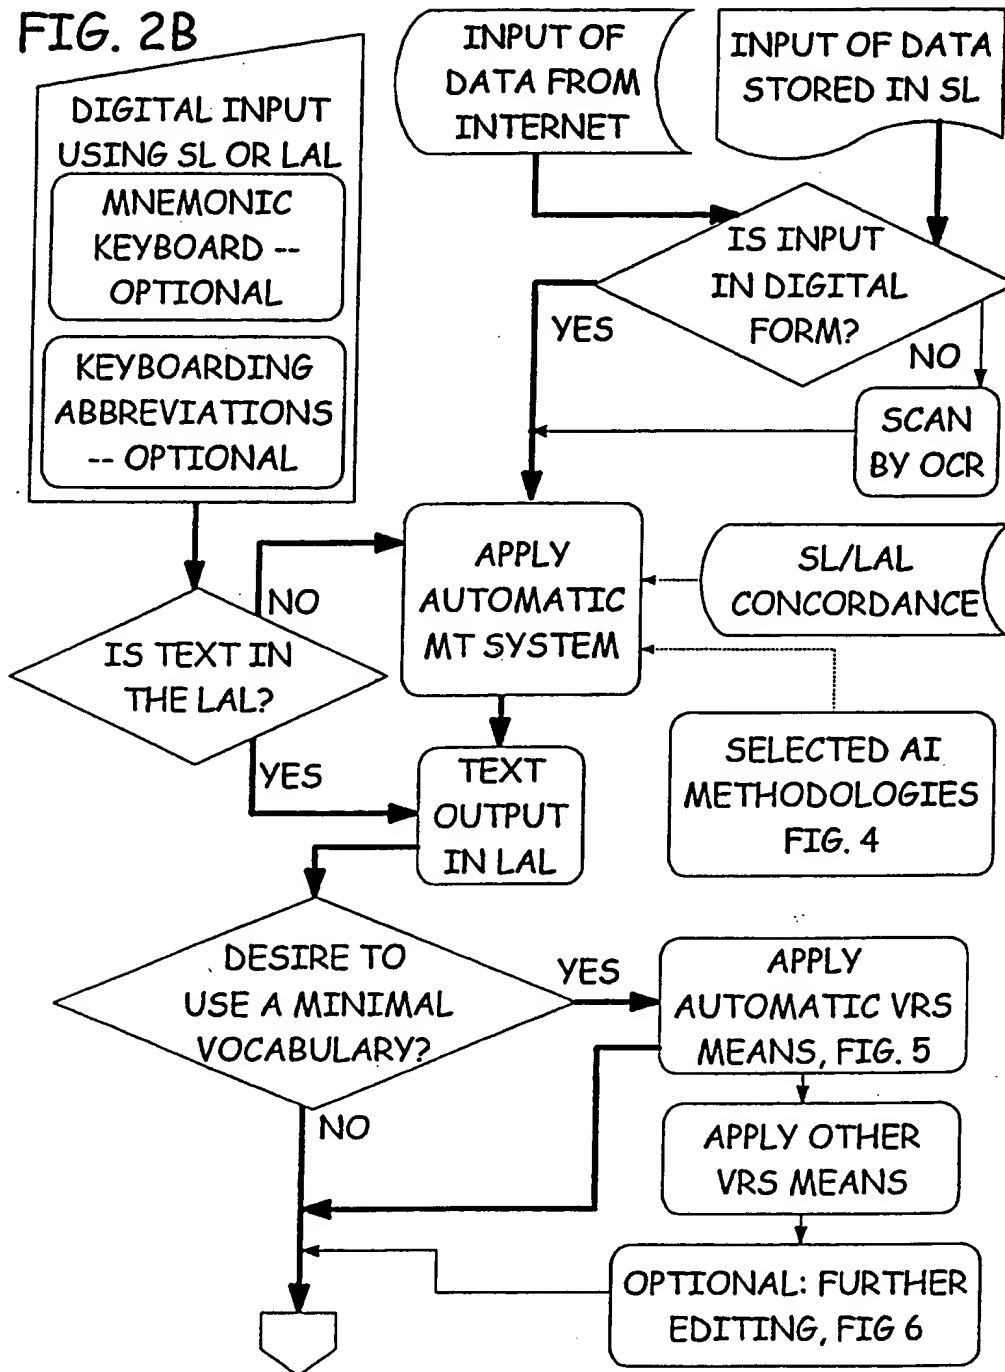 FIG. 2B
DIGITAL INPUT
USING SL OR LAL
MNEMONIC
KEYBOARD --
OPTIONAL
KEYBOARDING
ABBREVIATIONS
-- OPTIONAL
INPUT OF
DATA FROM
INTERNET
INPUT OF DATA
STORED IN SL
IS INPUT
IN DIGITAL
FORM?
YES
NO
SCAN
BY OCR
APPLY
AUTOMATIC
MT SYSTEM
SL/LAL
CONCORDANCE
NO
IS TEXT IN
THE LAL?
YES
TEXT
OUTPUT
IN LAL
SELECTED AI
METHODOLOGIES
FIG. 4
DESIRE TO
USE A MINIMAL
VOCABULARY?
YES
NO
APPLY
AUTOMATIC VRS
MEANS, FIG. 5
APPLY OTHER
VRS MEANS
OPTIONAL: FURTHER
EDITING, FIG 6